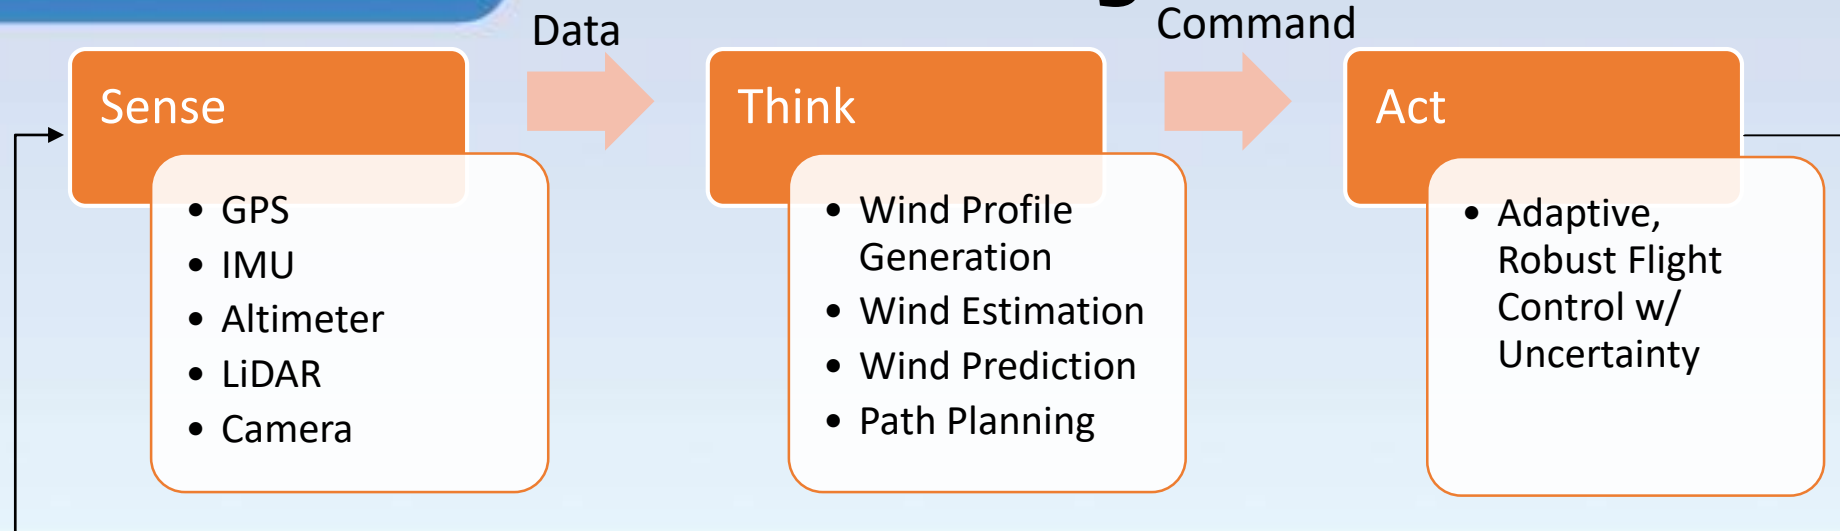 Data
Command
Sense
• GPS
• IMU
• Altimeter
• LiDAR
• Camera
Think
• Wind Profile
Generation
• Wind Estimation
• Wind Prediction
• Path Planning
Act
• Adaptive,
Robust Flight
Control w/
Uncertainty